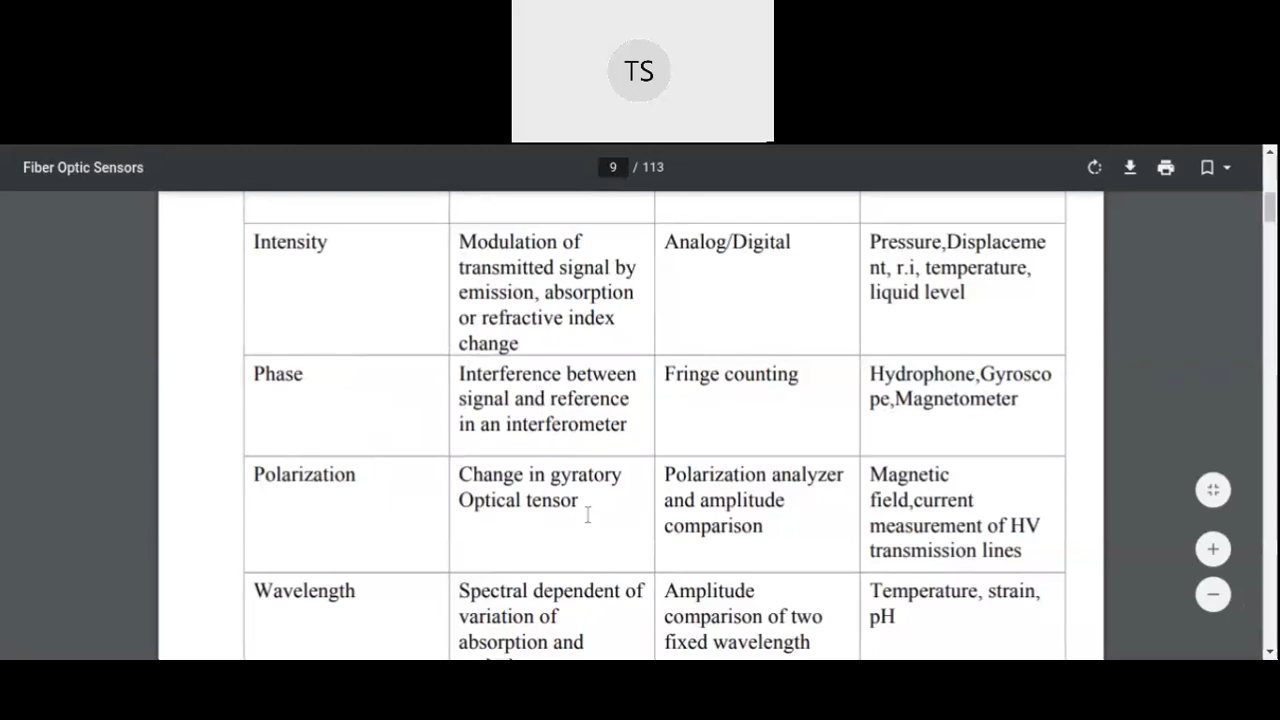 TS
Fiber Optic Sensors
9 / 113
Intensity
Modulation of
transmitted signal by
emission, absorption
or refractive index
change
Analog/Digital
Pressure,Displaceme
nt, r.i, temperature,
liquid level
Phase
Interference between
signal and reference
in an interferometer
Fringe counting
Hydrophone,Gyrosco
pe,Magnetometer
Polarization
Change in gyratory
Optical tensor
Polarization analyzer
and amplitude
comparison
Magnetic
field,current
measurement of HV
transmission lines
Wavelength
Spectral dependent of
variation of
absorption and
Amplitude
comparison of two
fixed wavelength
Temperature, strain,
pH